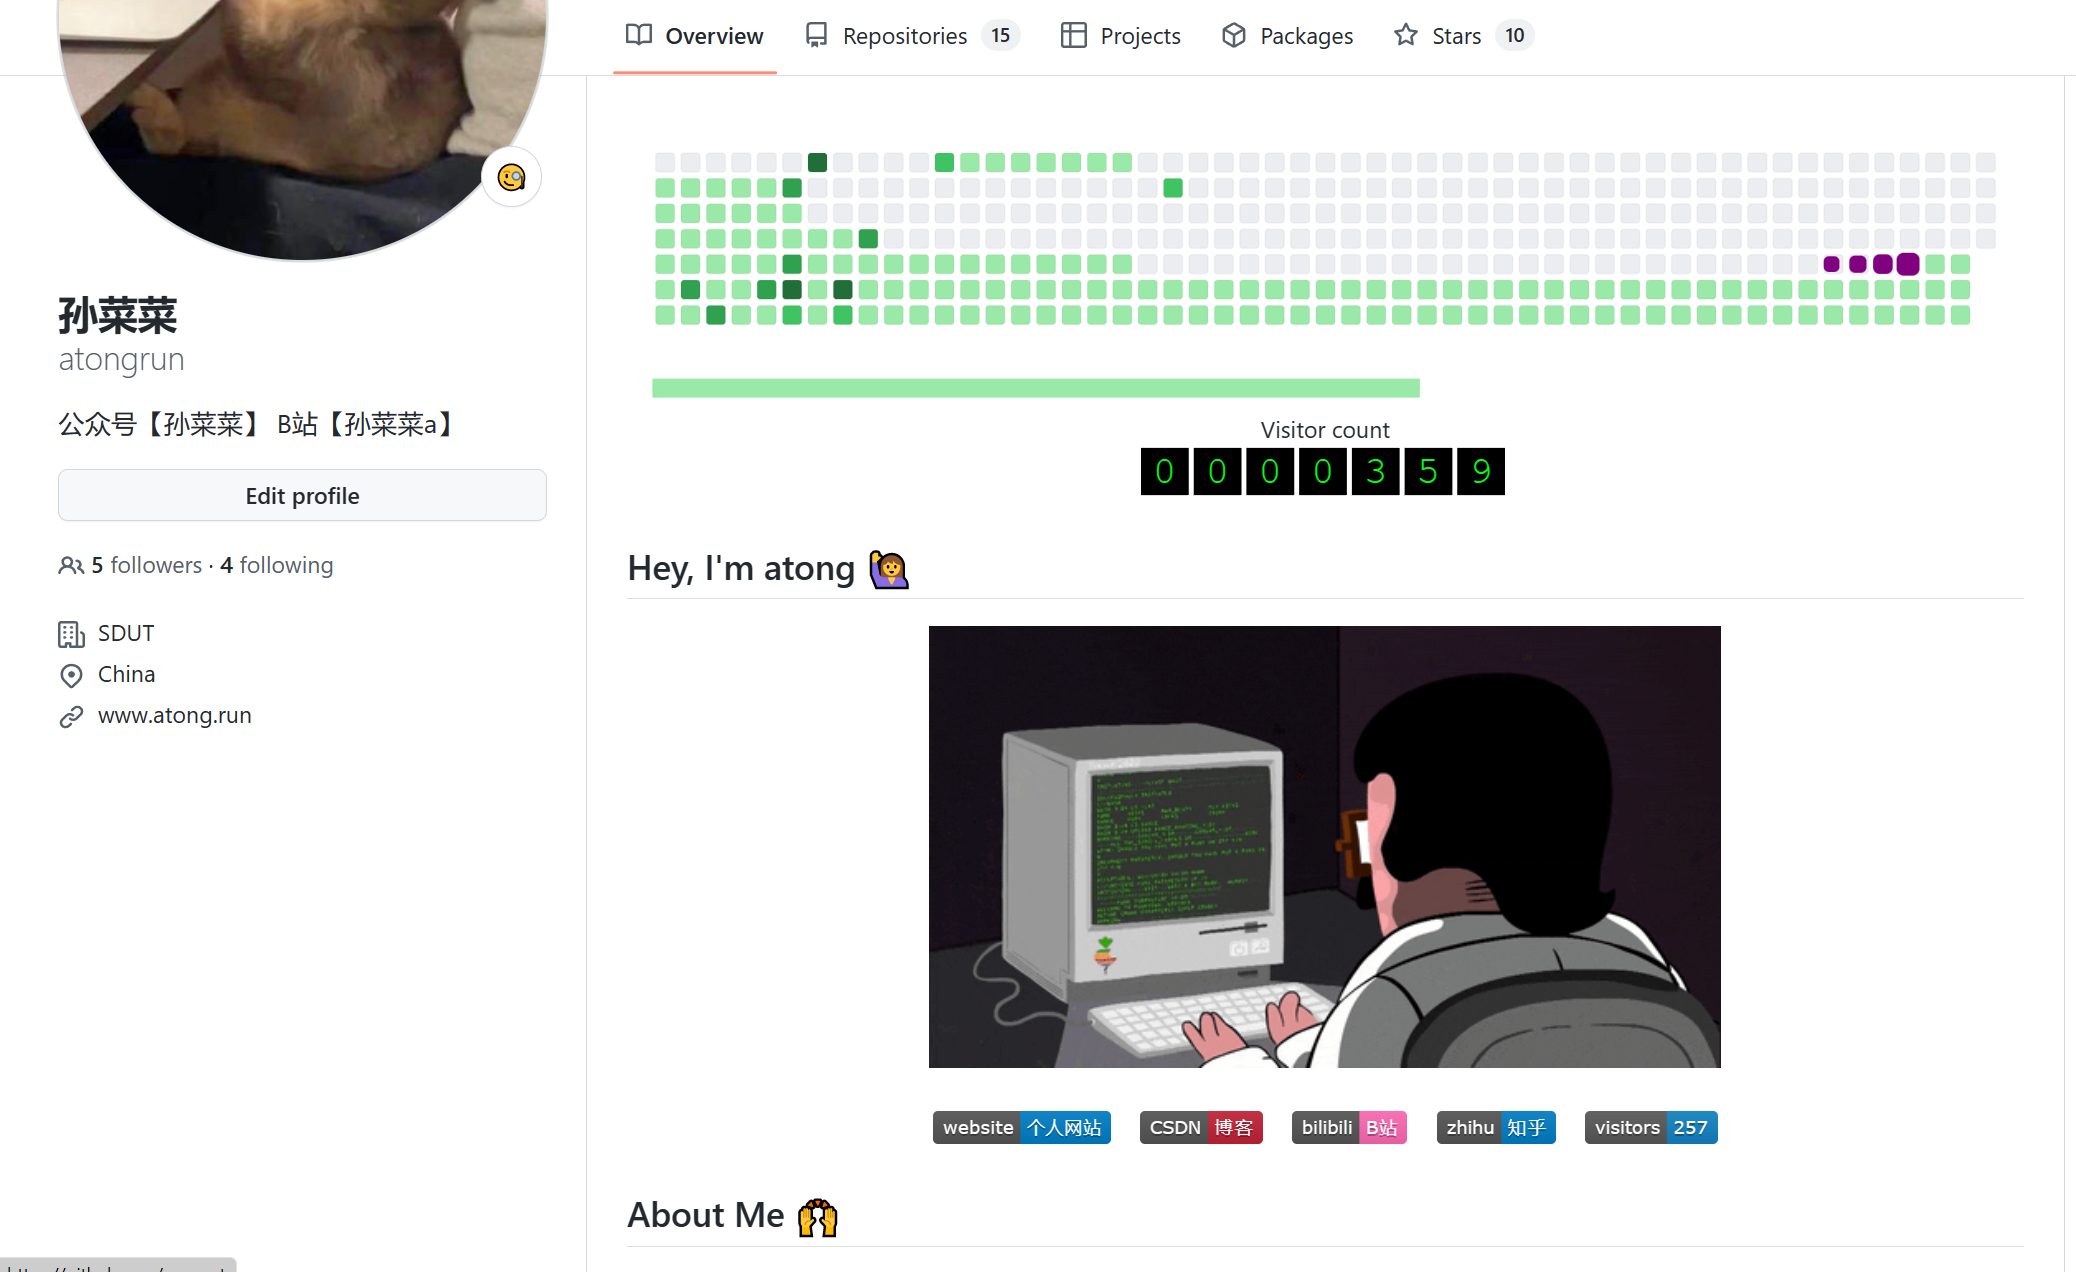 Overview Repositories 15 Projects Packages Stars 10
孙菜菜
atongrun
公众号【孙菜菜】 B站【孙菜菜a】
Edit profile
5 followers · 4 following
SDUT
China
www.atong.run
Visitor count
0 0 0 0 3 5 9
Hey, I'm atong
website 个人网站 CSDN 博客 bilibili B站 zhihu 知乎 visitors 257
About Me